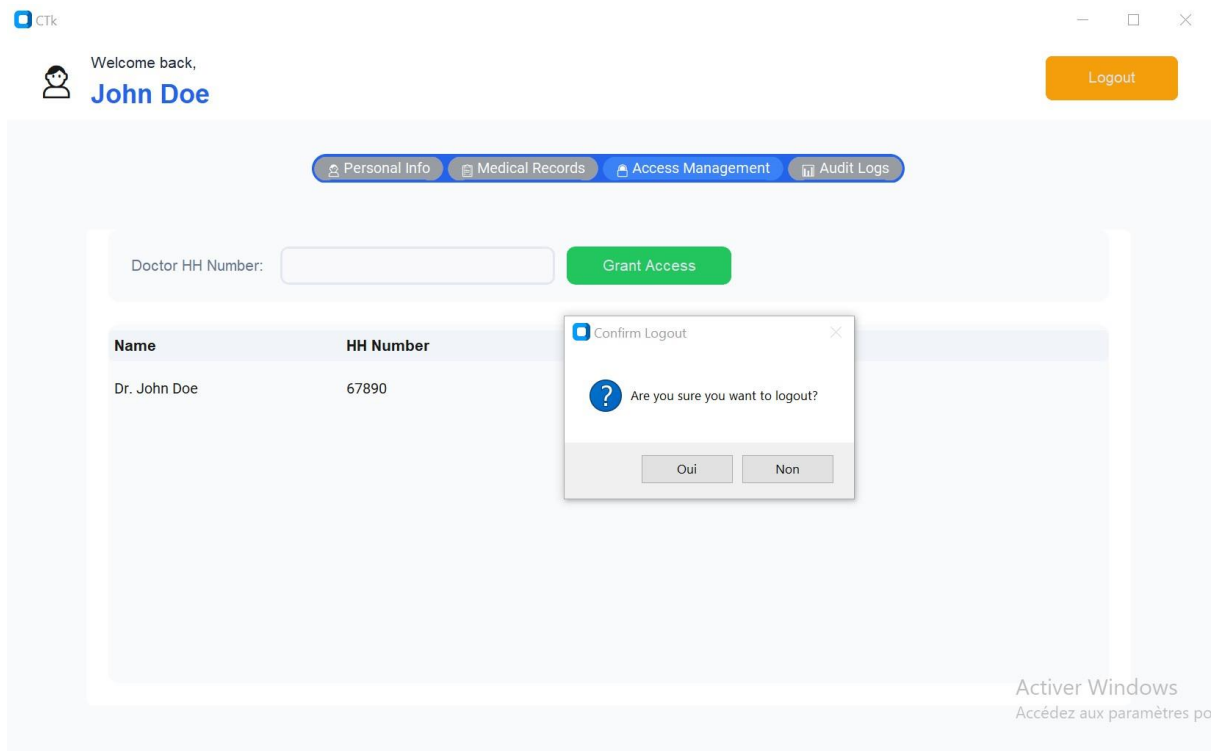 CTk
Welcome back,
John Doe
Logout
Personal Info Medical Records Access Management Audit Logs
Doctor HH Number: Grant Access
Name HH Number
Dr. John Doe 67890
Confirm Logout
Are you sure you want to logout?
Oui Non
Activer Windows
Accédez aux paramètres